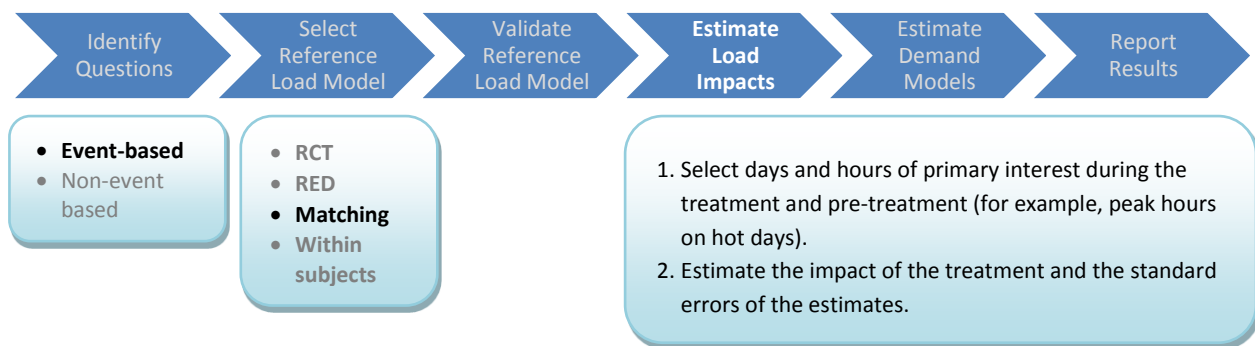 Identify
Questions
Select
Reference
Load Model
Validate
Reference
Load Model
Estimate
Load
Impacts
Estimate
Demand
Models
Report
Results
• Event-based
• Non-event
based
• RCT
• RED
• Matching
• Within
subjects
1. Select days and hours of primary interest during the
treatment and pre-treatment (for example, peak hours
on hot days).
2. Estimate the impact of the treatment and the standard
errors of the estimates.